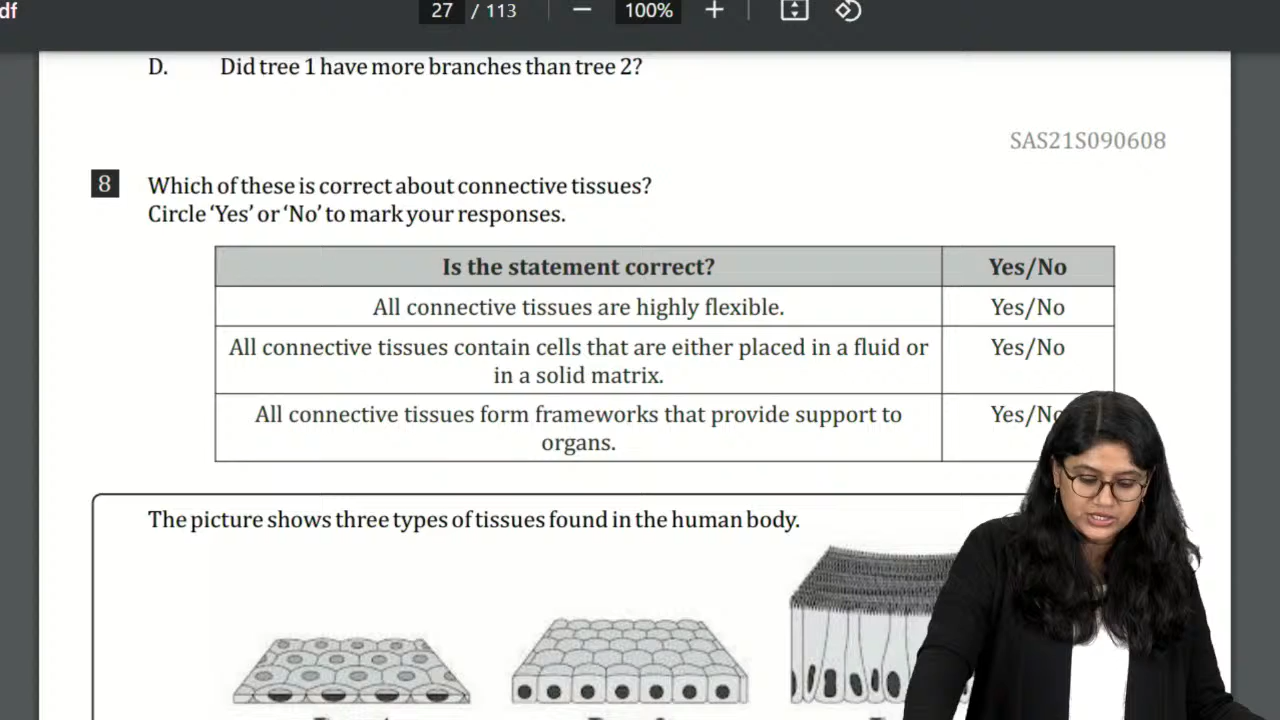 df
27 / 113
100%
D. Did tree 1 have more branches than tree 2?
SAS21S090608
8 Which of these is correct about connective tissues?
Circle ‘Yes’ or ‘No’ to mark your responses.
Is the statement correct? Yes/No
All connective tissues are highly flexible. Yes/No
All connective tissues contain cells that are either placed in a fluid or Yes/No
in a solid matrix.
All connective tissues form frameworks that provide support to Yes/No
organs.
The picture shows three types of tissues found in the human body.